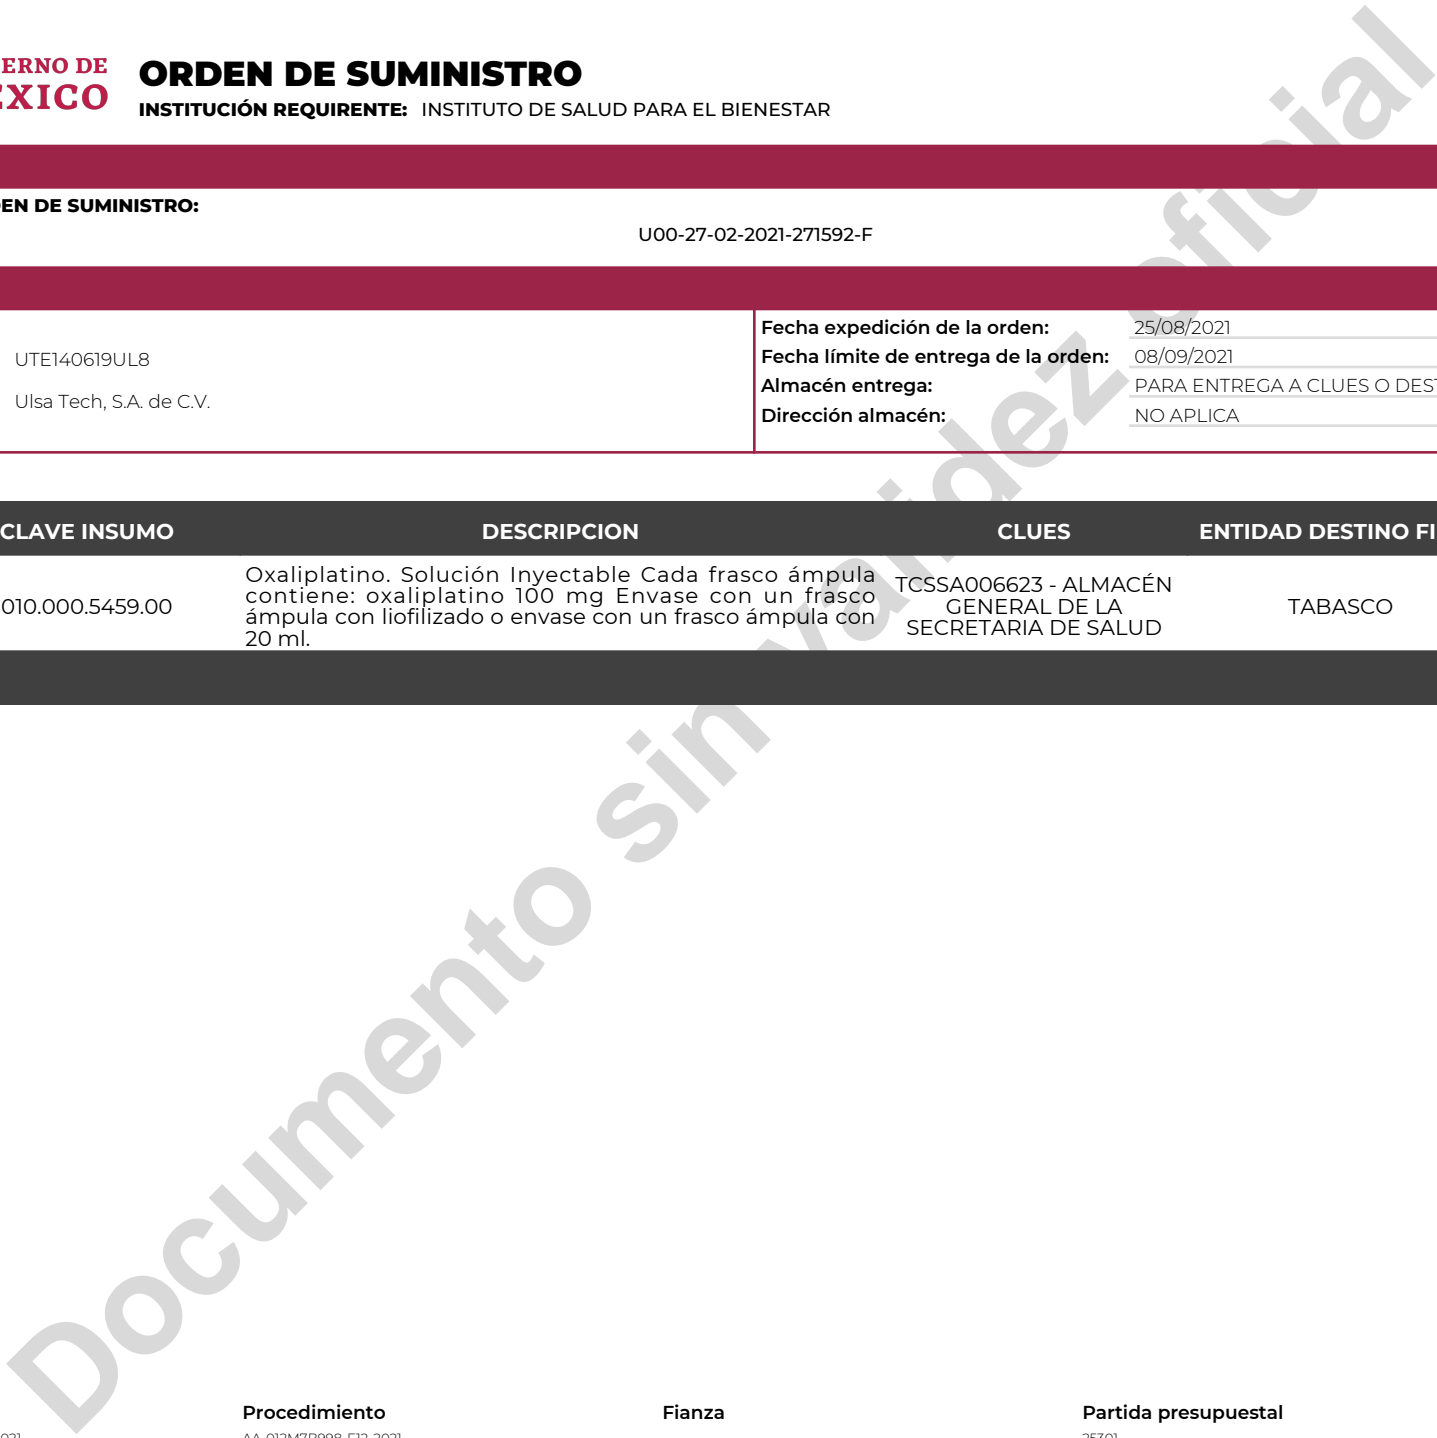 ERNO DE
EXICO
ORDEN DE SUMINISTRO
INSTITUCIÓN REQUIRENTE: INSTITUTO DE SALUD PARA EL BIENESTAR
EN DE SUMINISTRO:
U00-27-02-2021-271592-F
UTE140619UL8
Ulsa Tech, S.A. de C.V.
Fecha expedición de la orden: 25/08/2021
Fecha límite de entrega de la orden: 08/09/2021
Almacén entrega: PARA ENTREGA A CLUES O DEST
Dirección almacén: NO APLICA
CLAVE INSUMO DESCRIPCION CLUES ENTIDAD DESTINO FI
010.000.5459.00
Oxaliplatino. Solución Inyectable Cada frasco ámpula
contiene: oxaliplatino 100 mg Envase con un frasco
ámpula con liofilizado o envase con un frasco ámpula con
20 ml.
TCSSA006623 - ALMACÉN
GENERAL DE LA
SECRETARIA DE SALUD
TABASCO
Documento sin validez oficial
Procedimiento Fianza Partida presupuestal